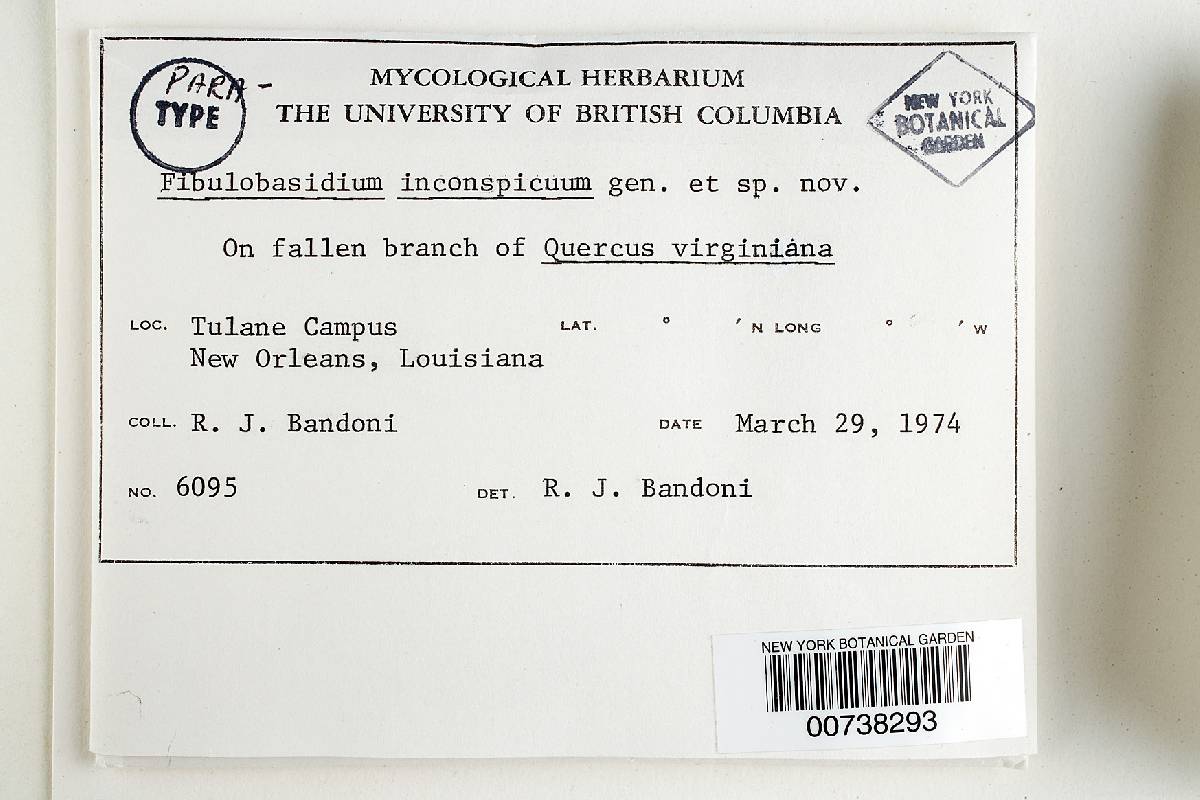 PARA-
TYPE
MYCOLOGICAL HERBARIUM
THE UNIVERSITY OF BRITISH COLUMBIA
NEW YORK
BOTANICAL
GARDEN
Fibulobasidium inconspicuum gen. et sp. nov.
On fallen branch of Quercus virginiana
LOC. Tulane Campus LAT. ° ′ N LONG ° ′ W
New Orleans, Louisiana
COLL. R. J. Bandoni DATE March 29, 1974
NO. 6095 DET. R. J. Bandoni
NEW YORK BOTANICAL GARDEN
00738293